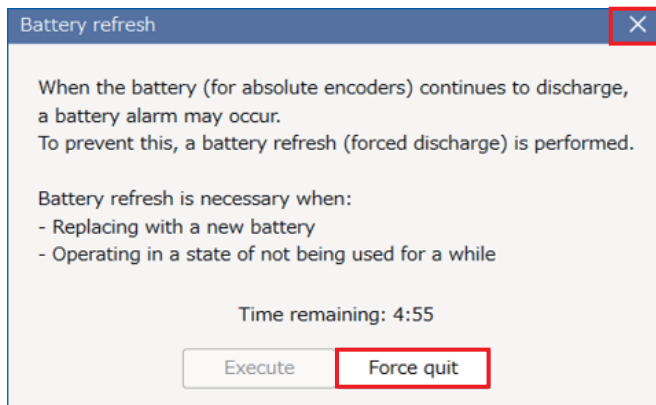 Battery refresh
When the battery (for absolute encoders) continues to discharge,
a battery alarm may occur.
To prevent this, a battery refresh (forced discharge) is performed.
Battery refresh is necessary when:
- Replacing with a new battery
- Operating in a state of not being used for a while
Time remaining: 4:55
Execute Force quit